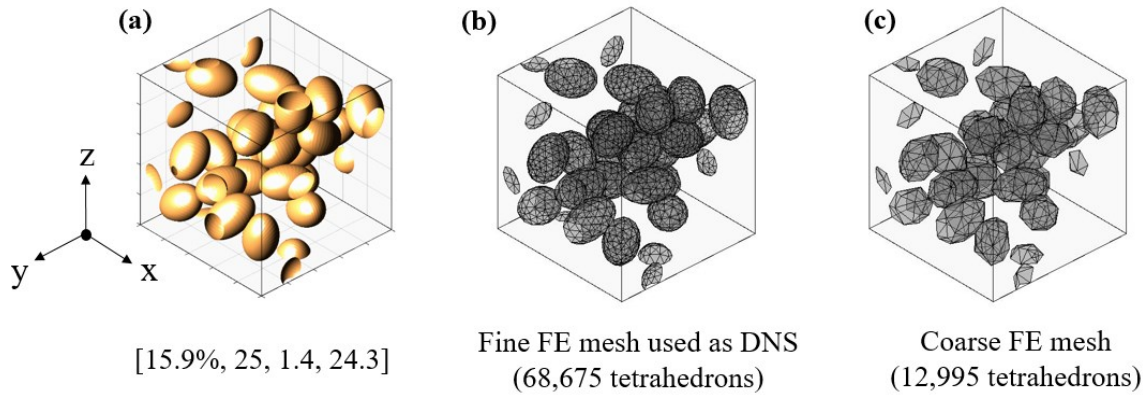 (a)
(b)
(c)
z
y
x
[15.9%, 25, 1.4, 24.3]
Fine FE mesh used as DNS
(68,675 tetrahedrons)
Coarse FE mesh
(12,995 tetrahedrons)